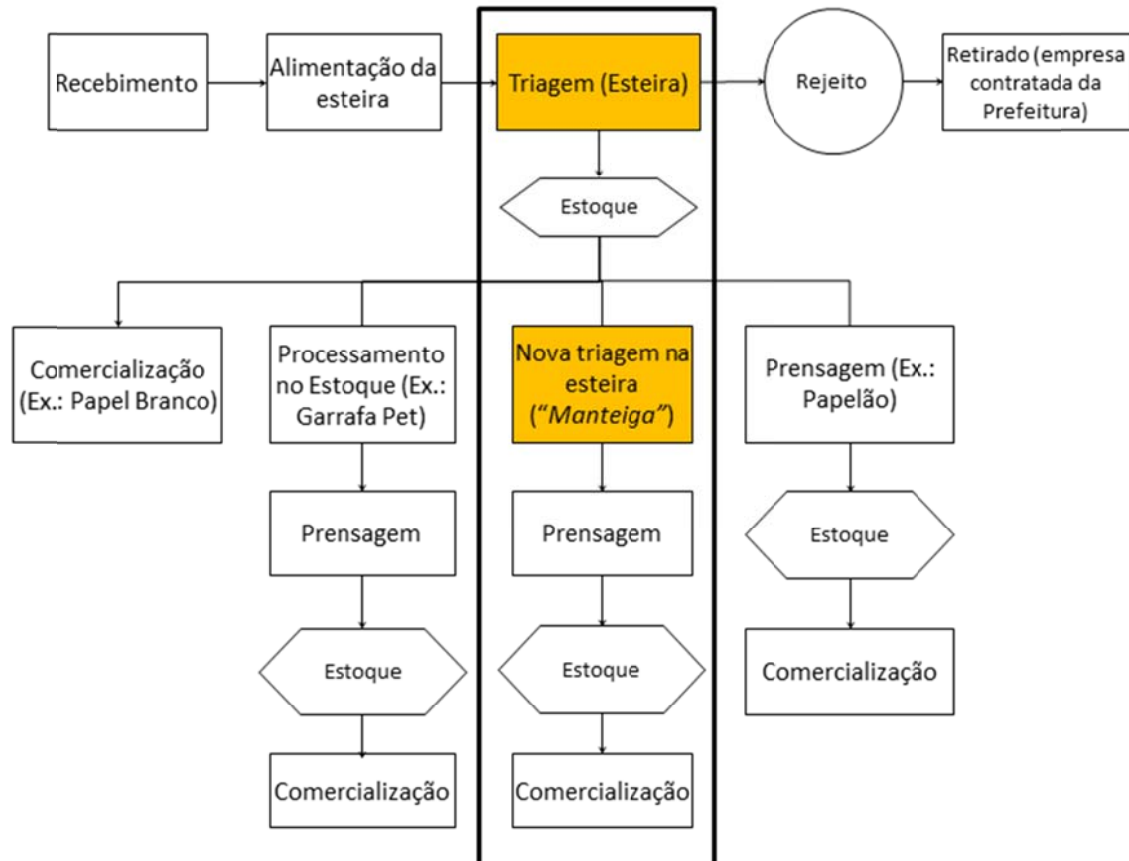 Recebimento
Alimentação da
esteira
Triagem (Esteira)
Rejeito
Retirado (empresa
contratada da
Prefeitura)
Estoque
Comercialização
(Ex.: Papel Branco)
Processamento
no Estoque (Ex.:
Garrafa Pet)
Nova triagem na
esteira
(“Manteiga”)
Prensagem (Ex.:
Papelão)
Prensagem
Prensagem
Estoque
Estoque
Estoque
Comercialização
Comercialização
Comercialização